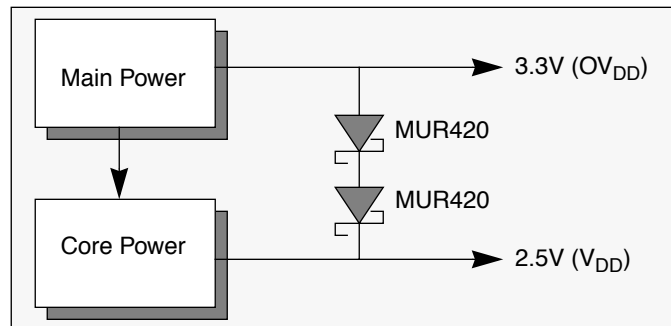 Main Power
3.3V (OVDD)
MUR420
MUR420
Core Power
2.5V (VDD)